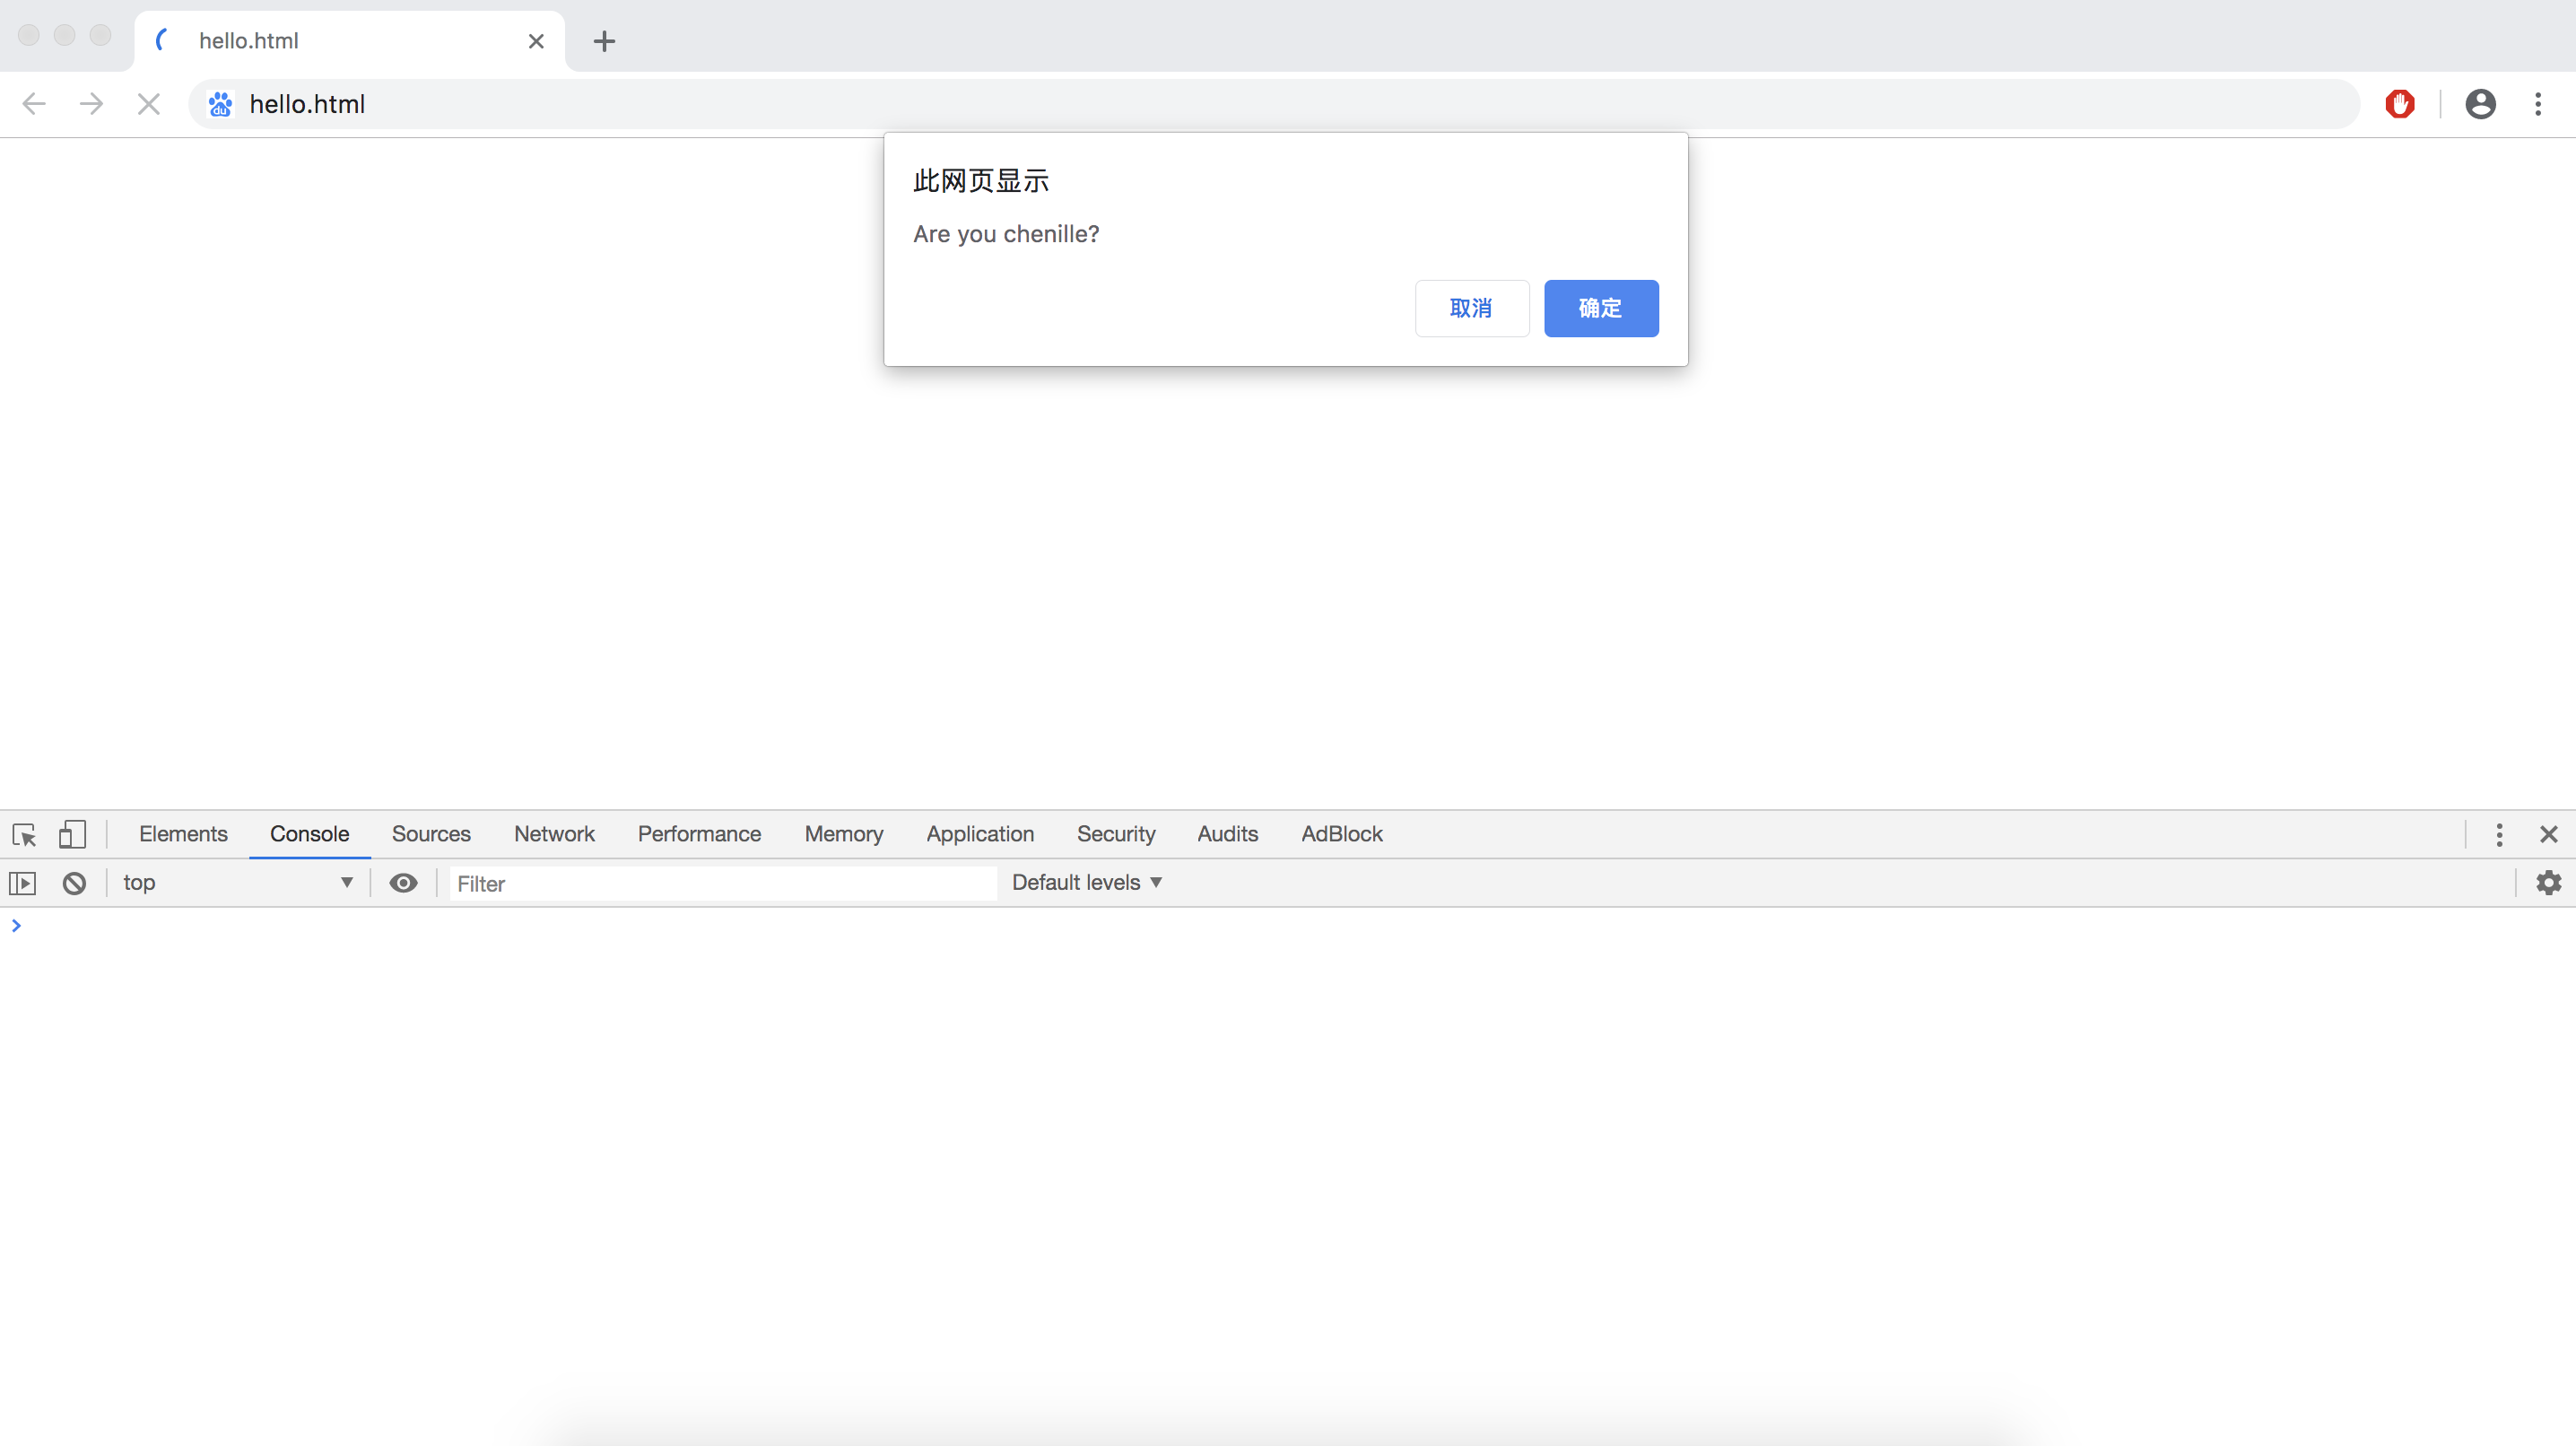 hello.html
du hello.html
此网页显示
Are you chenille?
取消 确定
Elements Console Sources Network Performance Memory Application Security Audits AdBlock
top Filter Default levels